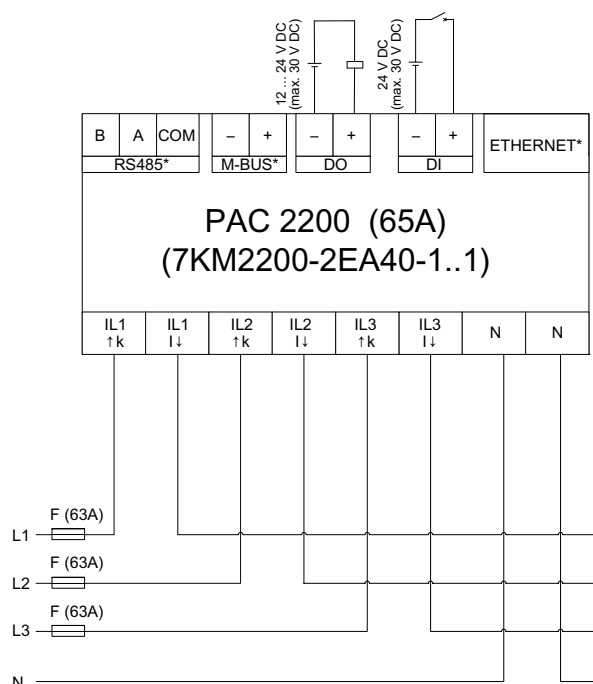 12 ... 24 V DC
(max. 30 V DC)
24 V DC
(max. 30 V DC)
B A COM – + – + – + ETHERNET*
RS485* M-BUS* DO DI
PAC 2200 (65A)
(7KM2200-2EA40-1..1)
IL1 IL1 IL2 IL2 IL3 IL3 N N
↑k l↓ ↑k l↓ ↑k l↓
F (63A)
L1
F (63A)
L2
F (63A)
L3
N